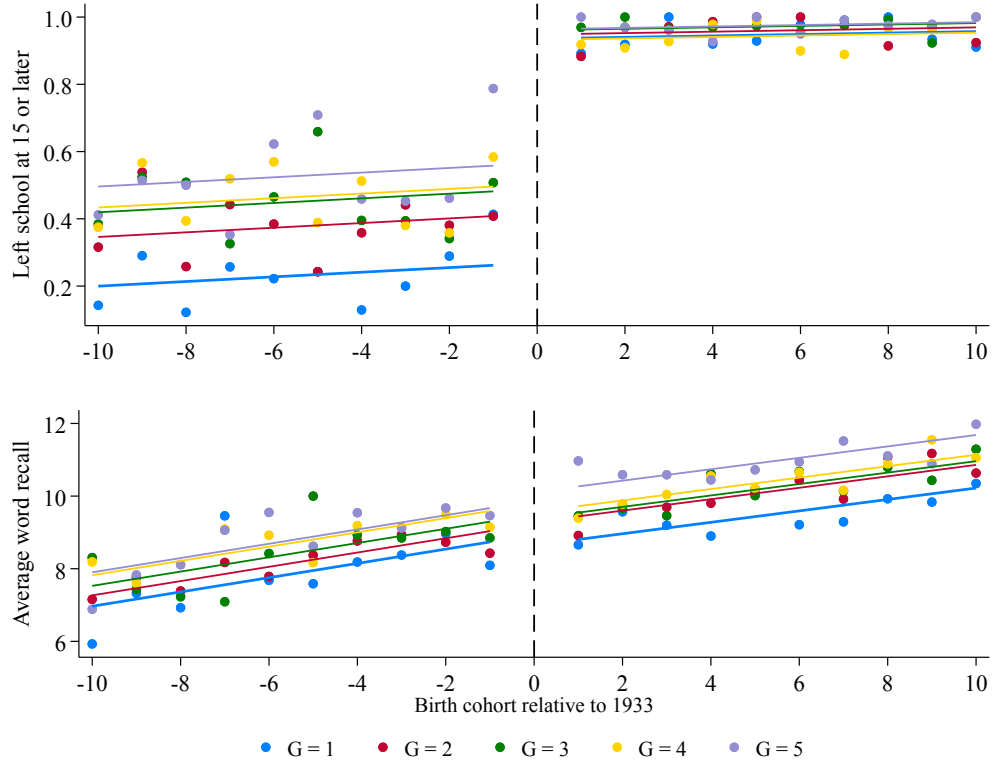 Left school at 15 or later
1.0
0.8
0.6
0.4
0.2
-10 -8 -6 -4 -2 0 2 4 6 8 10
Average word recall
12
10
8
6
-10 -8 -6 -4 -2 0 2 4 6 8 10
Birth cohort relative to 1933
G = 1 G = 2 G = 3 G = 4 G = 5